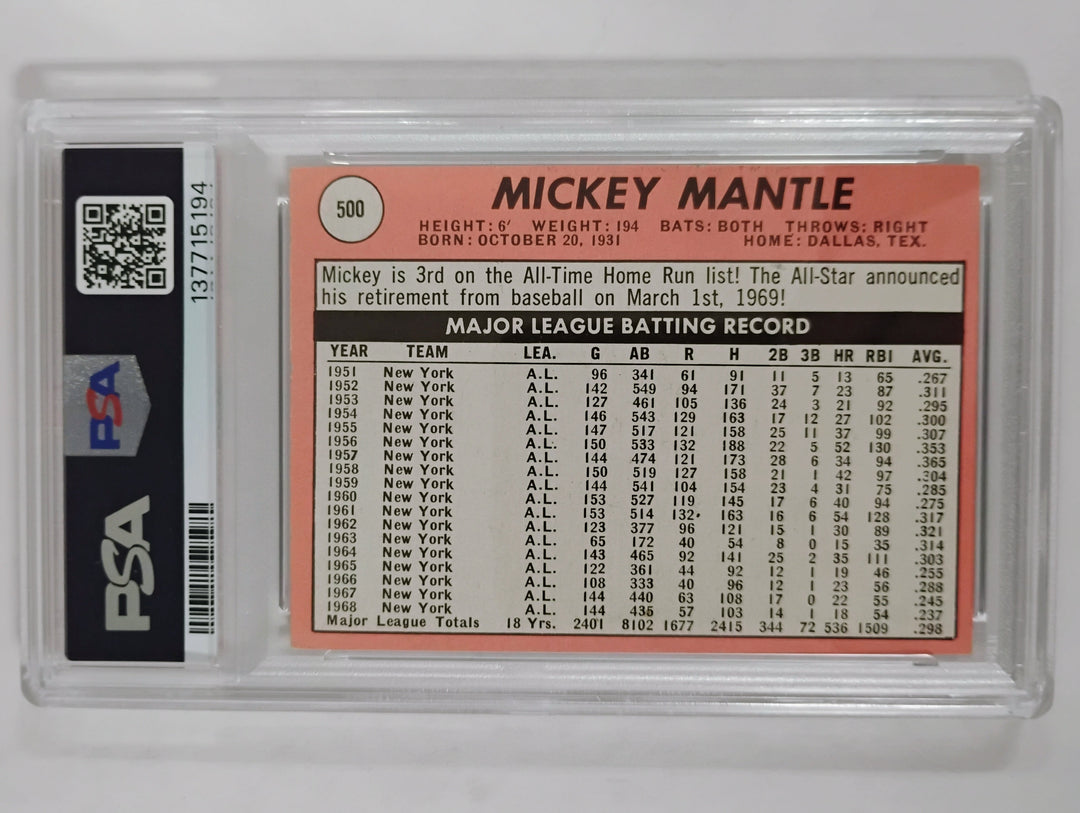 500
MICKEY MANTLE
HEIGHT: 6' WEIGHT: 194 BATS: BOTH THROWS: RIGHT
BORN: OCTOBER 20, 1931 HOME: DALLAS, TEX.
Mickey is 3rd on the All-Time Home Run list! The All-Star announced
his retirement from baseball on March 1st, 1969!
MAJOR LEAGUE BATTING RECORD
YEAR TEAM LEA. G AB R H 2B 3B HR RBI AVG.
1951 New York A.L. 96 341 61 91 11 5 13 65 .267
1952 New York A.L. 142 549 94 171 37 7 23 87 .311
1953 New York A.L. 127 461 105 136 24 3 21 92 .295
1954 New York A.L. 146 543 129 163 17 12 27 102 .300
1955 New York A.L. 147 517 121 158 25 11 37 99 .307
1956 New York A.L. 150 533 132 188 22 5 52 130 .353
1957 New York A.L. 144 474 121 173 28 6 34 94 .365
1958 New York A.L. 150 519 127 158 21 1 42 97 .304
1959 New York A.L. 144 541 104 154 23 4 31 75 .285
1960 New York A.L. 153 527 119 145 17 6 40 94 .275
1961 New York A.L. 153 514 132 163 16 6 54 128 .317
1962 New York A.L. 123 377 96 121 15 1 30 89 .321
1963 New York A.L. 65 172 40 54 8 0 15 35 .314
1964 New York A.L. 143 465 92 141 25 2 35 111 .303
1965 New York A.L. 122 361 44 92 12 1 19 46 .255
1966 New York A.L. 108 333 40 96 12 1 23 56 .288
1967 New York A.L. 144 440 63 108 17 0 22 55 .245
1968 New York A.L. 144 435 57 103 14 1 18 54 .237
Major League Totals 18 Yrs. 2401 8102 1677 2415 344 72 536 1509 .298
137715194
PSA
PSA